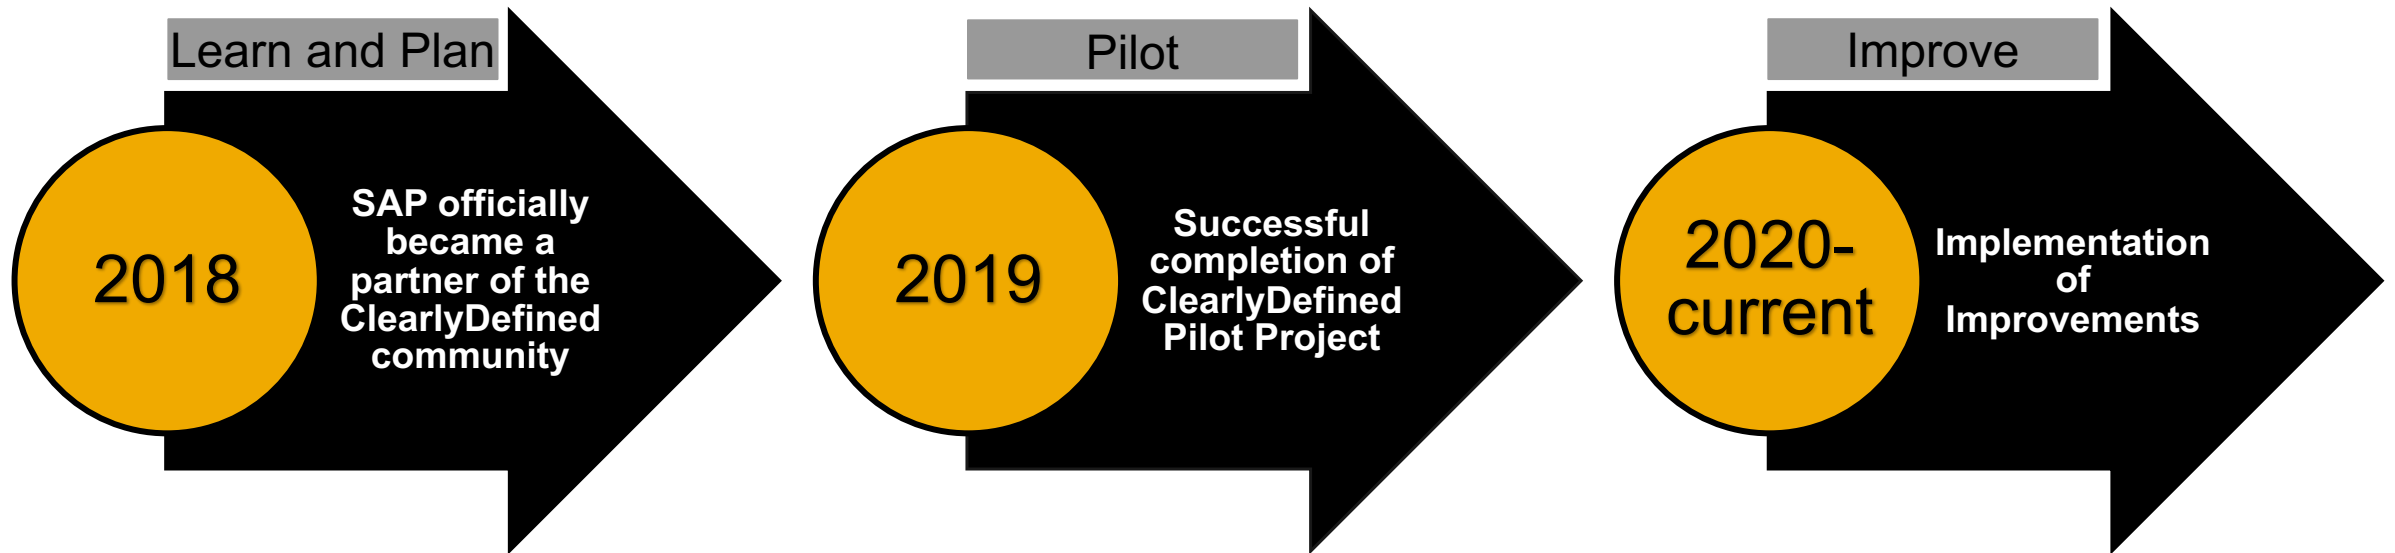 Learn and Plan
2018
SAP officially
became a
partner of the
ClearlyDefined
community
Pilot
2019
Successful
completion of
ClearlyDefined
Pilot Project
Improve
2020-
current
Implementation
of
Improvements